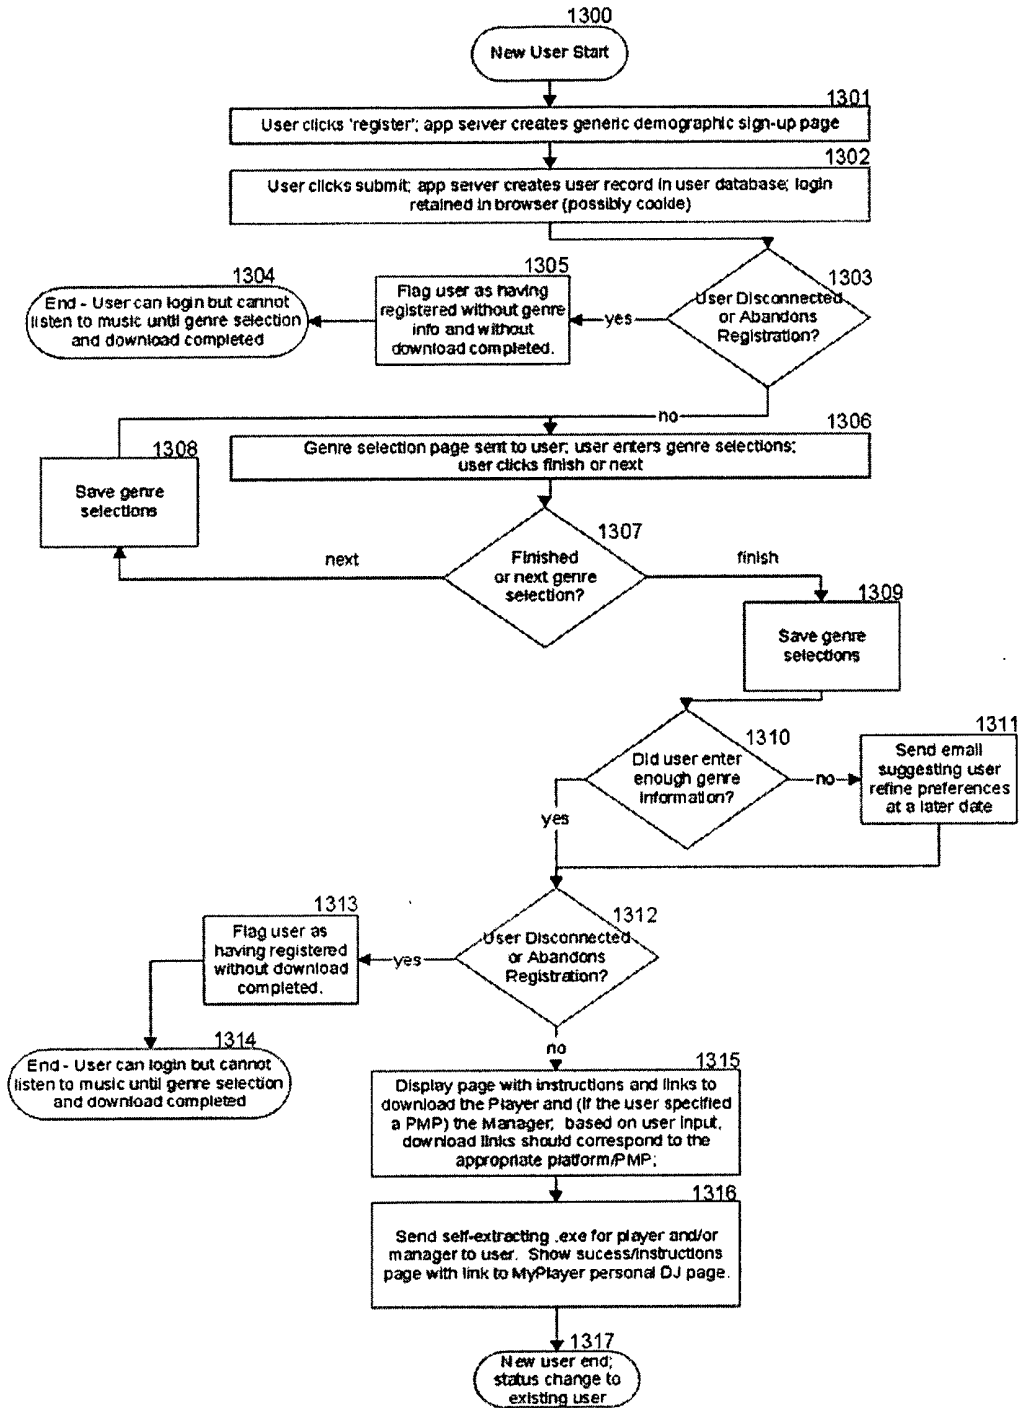 1300
New User Start
1301
User clicks 'register'; app server creates generic demographic sign-up page
1302
User clicks submit; app server creates user record in user database; login
retained in browser (possibly cookie)
1303
User Disconnected
or Abandons
Registration?
yes
1305
Flag user as having
registered without genre
info and without
download completed.
1304
End - User can login but cannot
listen to music until genre selection
and download completed
no
1306
Genre selection page sent to user; user enters genre selections;
user clicks finish or next
1308
Save genre
selections
1307
Finished
or next genre
selection?
next
finish
1309
Save genre
selections
1310
Did user enter
enough genre
information?
no
1311
Send email
suggesting user
refine preferences
at a later date
yes
1312
User Disconnected
or Abandons
Registration?
yes
1313
Flag user as
having registered
without download
completed.
1314
End - User can login but cannot
listen to music until genre selection
and download completed
no
1315
Display page with instructions and links to
download the Player and (if the user specified
a PMP) the Manager; based on user input,
download links should correspond to the
appropriate platform/PMP;
1316
Send self-extracting .exe for player and/or
manager to user. Show sucess/instructions
page with link to MyPlayer personal DJ page.
1317
New user end;
status change to
existing user